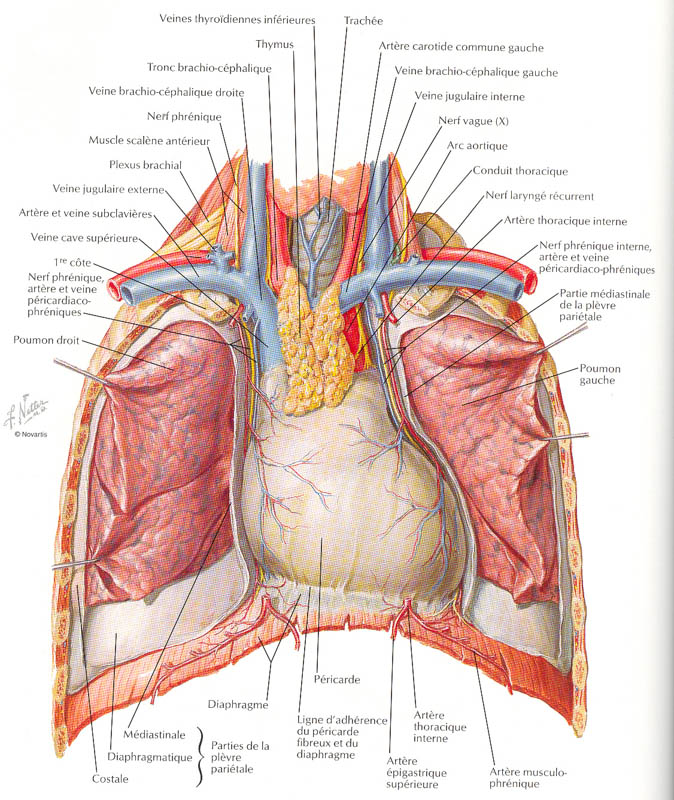 Veines thyroïdiennes inférieures
Trachée
Thymus
Artère carotide commune gauche
Tronc brachio-céphalique
Veine brachio-céphalique gauche
Veine brachio-céphalique droite
Veine jugulaire interne
Nerf phrénique
Nerf vague (X)
Muscle scalène antérieur
Arc aortique
Plexus brachial
Conduit thoracique
Veine jugulaire externe
Nerf laryngé récurrent
Artère et veine subclavières
Artère thoracique interne
Veine cave supérieure
Nerf phrénique interne,
artère et veine
péricardiaco-phréniques
1re côte
Nerf phrénique,
artère et veine
péricardiaco-
phréniques
Partie médiastinale
de la plèvre
pariétale
Poumon droit
Poumon
gauche
F. Netter
M.D.
© Novartis
Péricarde
Diaphragme
Ligne d'adhérence
du péricarde
fibreux et du
diaphragme
Artère
thoracique
interne
Médiastinale
Diaphragmatique
Costale
Parties de la
plèvre
pariétale
Artère
épigastrique
supérieure
Artère musculo-
phrénique